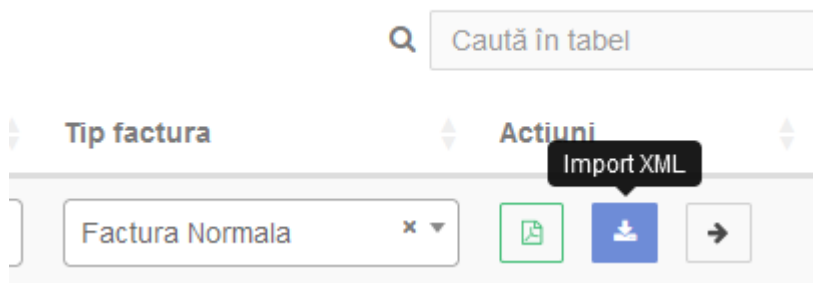 Caută în tabel
Tip factura
Actiuni
Import XML
Factura Normala